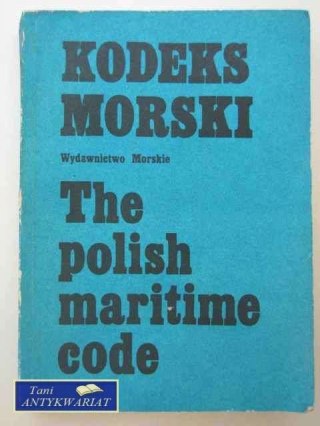 KODEKS
MORSKI
Wydawnictwo Morskie
The
polish
maritime
code
Tani
ANTYKWARIAT